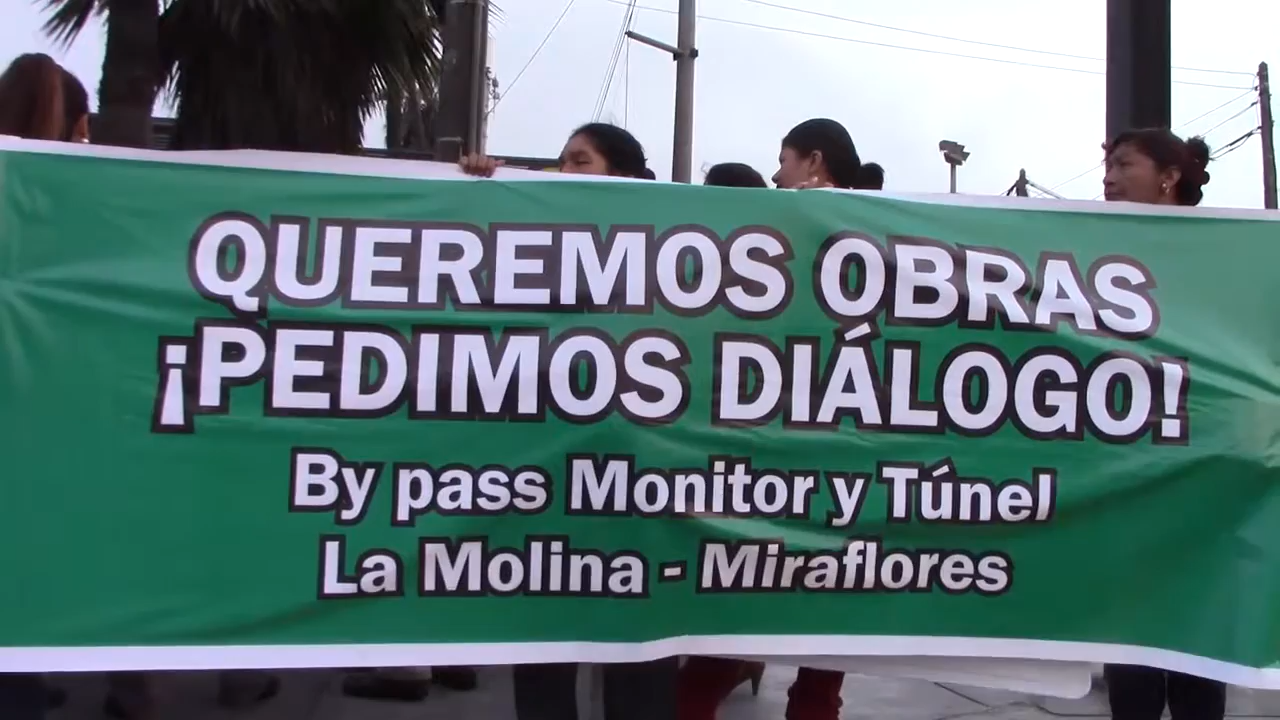 QUEREMOS OBRAS
¡PEDIMOS DIÁLOGO!
By pass Monitor y Túnel
La Molina - Miraflores